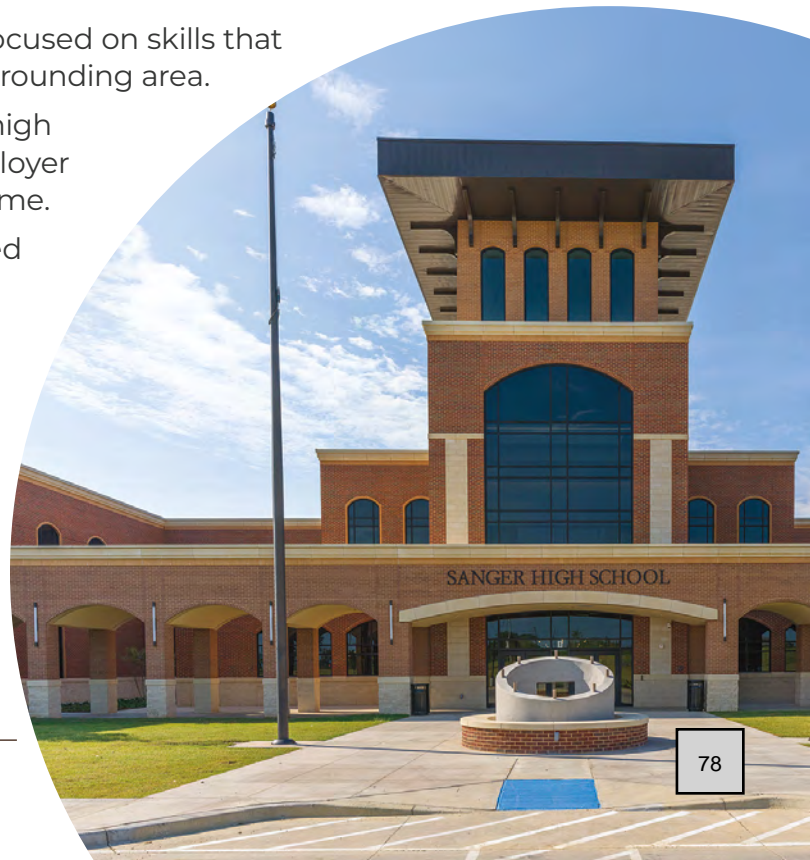 ocused on skills that
rounding area.
high
loyer
me.
ed
SANGER HIGH SCHOOL
78